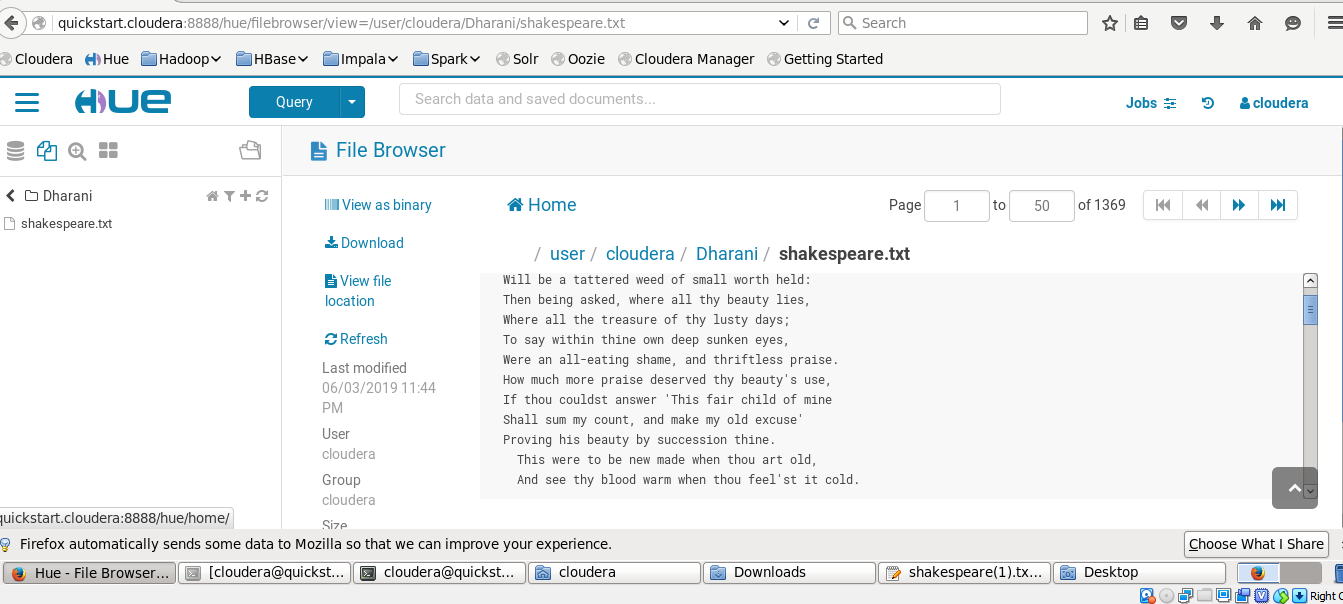 quickstart.cloudera:8888/hue/filebrowser/view=/user/cloudera/Dharani/shakespeare.txt
Search
Cloudera Hue Hadoop HBase Impala Spark Solr Oozie Cloudera Manager Getting Started
HUE Query Search data and saved documents... Jobs cloudera
File Browser
Dharani
shakespeare.txt
View as binary
Download
View file
location
Refresh
Last modified
06/03/2019 11:44
PM
User
cloudera
Group
cloudera
Size
Home
Page 1 to 50 of 1369
/ user / cloudera / Dharani / shakespeare.txt
Will be a tattered weed of small worth held:
Then being asked, where all thy beauty lies,
Where all the treasure of thy lusty days;
To say within thine own deep sunken eyes,
Were an all-eating shame, and thriftless praise.
How much more praise deserved thy beauty's use,
If thou couldst answer 'This fair child of mine
Shall sum my count, and make my old excuse'
Proving his beauty by succession thine.
This were to be new made when thou art old,
And see thy blood warm when thou feel'st it cold.
quickstart.cloudera:8888/hue/home/
Firefox automatically sends some data to Mozilla so that we can improve your experience. Choose What I Share
Hue - File Browser... [cloudera@quickst... cloudera@quickst... cloudera Downloads shakespeare(1).tx... Desktop
Right C